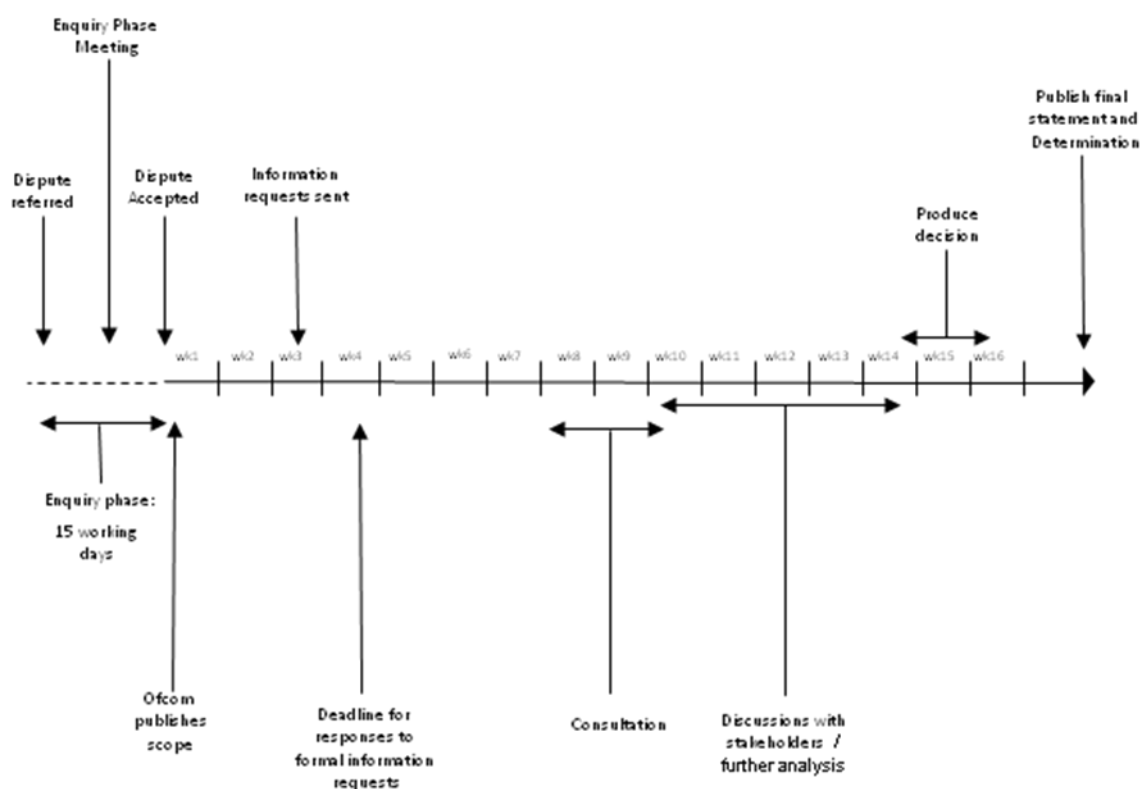 Enquiry Phase
Meeting
Publish final
statement and
Determination
Dispute
referred
Dispute
Accepted
Information
requests sent
Produce
decision
wk1
wk2
wk3
wk4
wk5
wk6
wk7
wk8
wk9
wk10
wk11
wk12
wk13
wk14
wk15
wk16
Enquiry phase:
15 working
days
Ofcom
publishes
scope
Deadline for
responses to
formal information
requests
Consultation
Discussions with
stakeholders /
further analysis